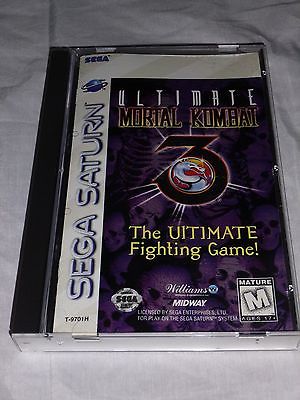 SEGA
SEGA SATURN
T-9701H
ULTIMATE
MORTAL KOMBAT
3
The ULTIMATE
Fighting Game!
Williams
MIDWAY
LICENSED BY SEGA ENTERPRISES, LTD.
FOR PLAY ON THE SEGA SATURN SYSTEM.
SEGA
MATURE
M
AGES 17+